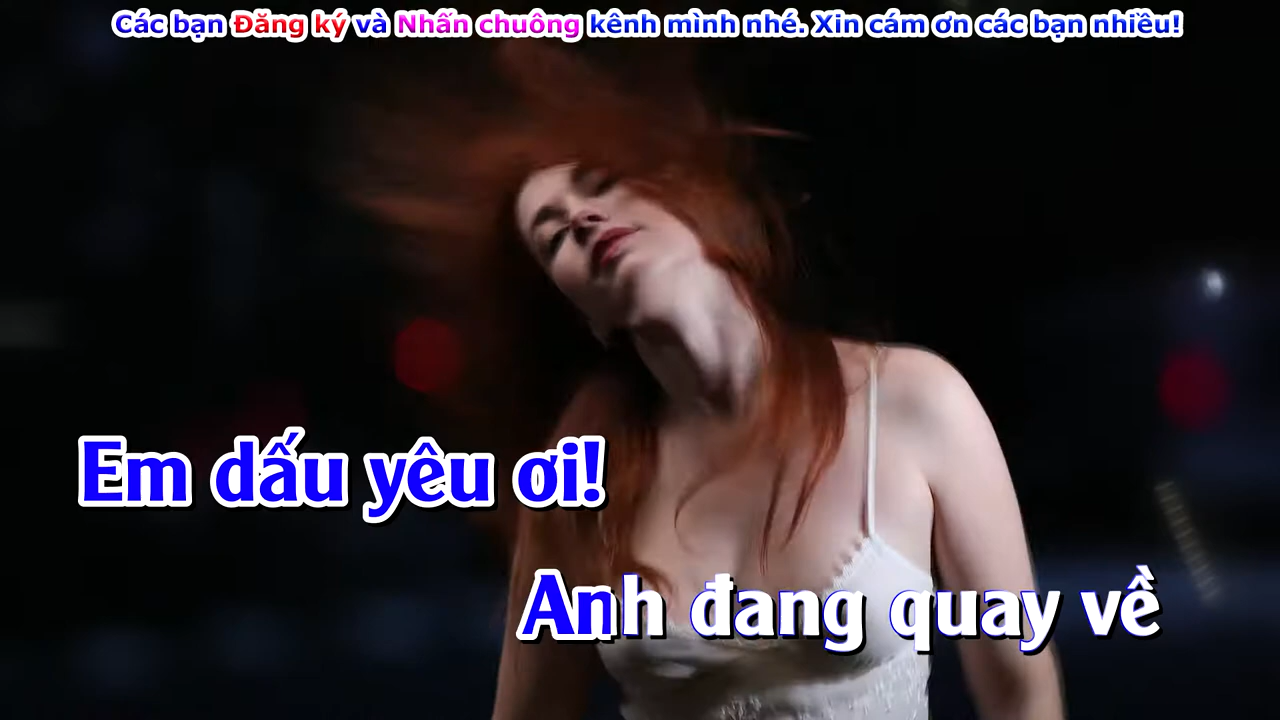 Các bạn Đăng ký và Nhấn chuông kênh mình nhé. Xin cám ơn các bạn nhiều!
Em dấu yêu ơi!
Anh đang quay về